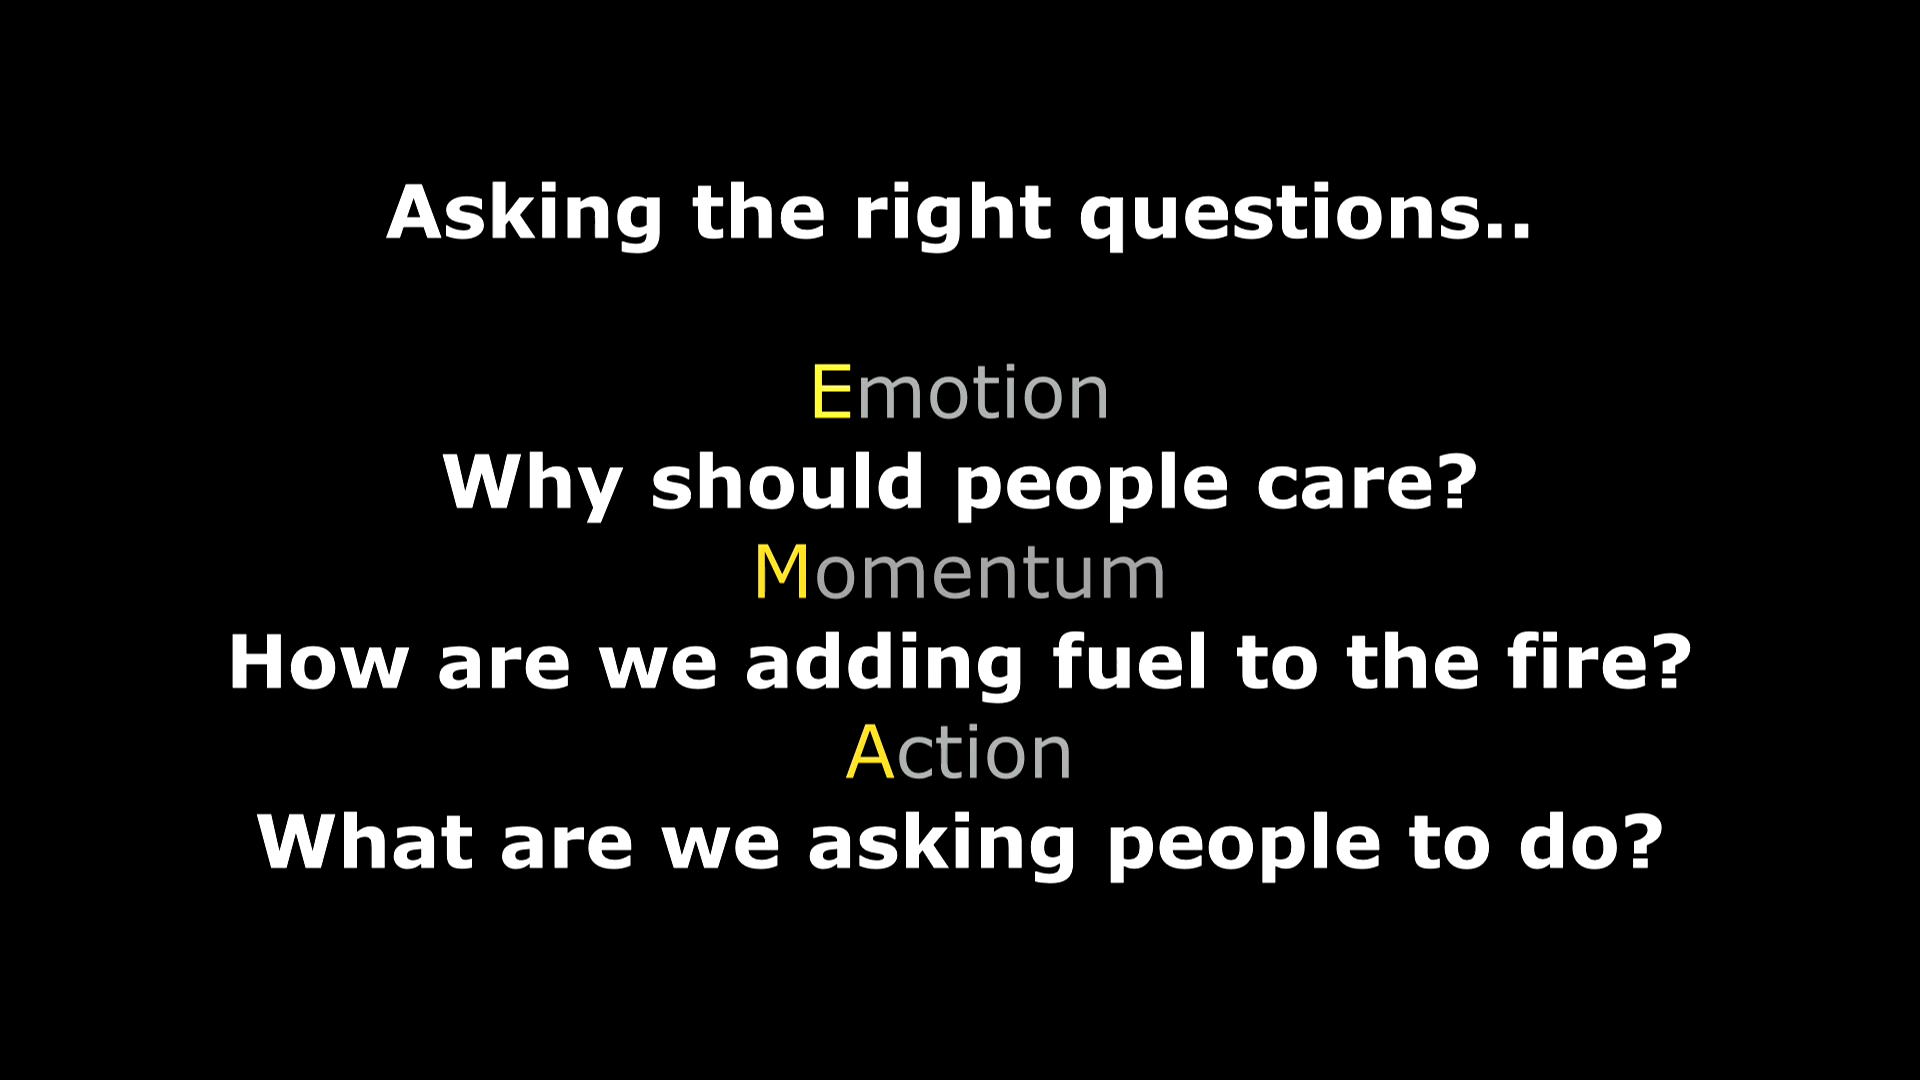 Asking the right questions..
Emotion
Why should people care?
Momentum
How are we adding fuel to the fire?
Action
What are we asking people to do?